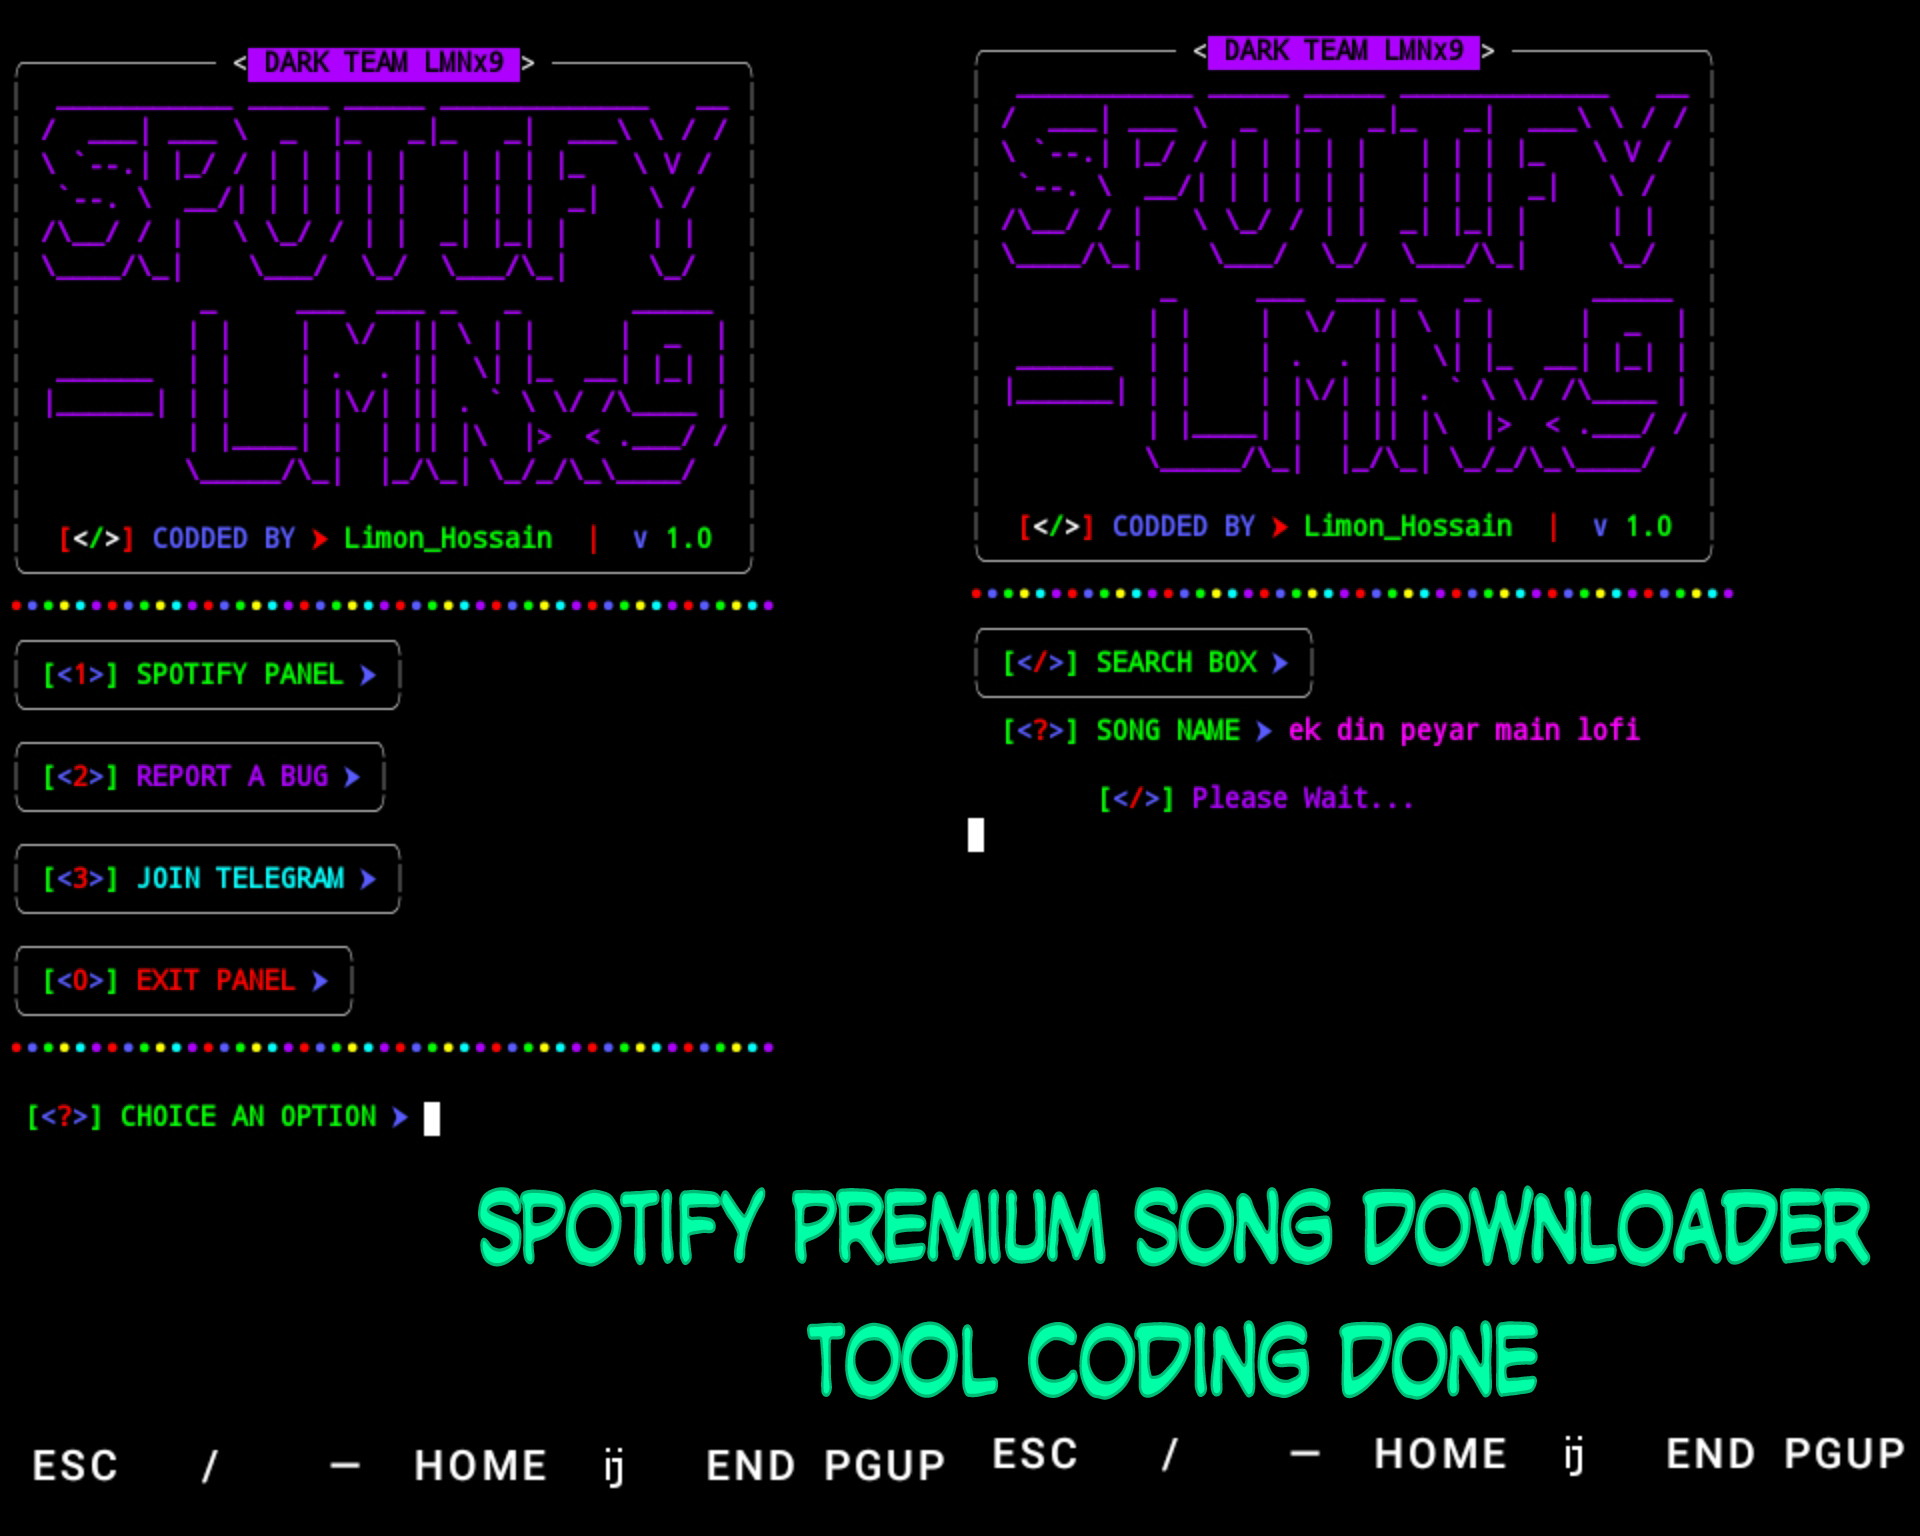 < DARK TEAM LMNx9 >
SPOTIFY
- LMNx9
[</>] CODDED BY ➤ Limon_Hossain | v 1.0
[<1>] SPOTIFY PANEL ➤
[<2>] REPORT A BUG ➤
[<3>] JOIN TELEGRAM ➤
[<0>] EXIT PANEL ➤
[<?>] CHOICE AN OPTION ➤
< DARK TEAM LMNx9 >
SPOTIFY
- LMNx9
[</>] CODDED BY ➤ Limon_Hossain | v 1.0
[</>] SEARCH BOX ➤
[<?>] SONG NAME ➤ ek din peyar main lofi
[</>] Please Wait...
SPOTIFY PREMIUM SONG DOWNLOADER
TOOL CODING DONE
ESC / — HOME ij END PGUP
ESC / — HOME ij END PGUP